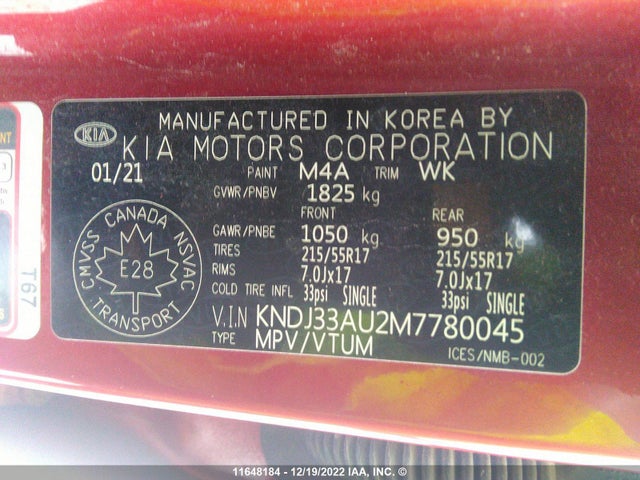 MANUFACTURED IN KOREA BY
KIA KIA MOTORS CORPORATION
01/21 PAINT M4A TRIM WK
GVWR/PNBV 1825 kg
FRONT REAR
GAWR/PNBE 1050 kg 950 kg
TIRES 215/55R17 215/55R17
RIMS 7.0Jx17 7.0Jx17
COLD TIRE INFL 33psi SINGLE 33psi SINGLE
V.I.N KNDJ33AU2M7780045
TYPE MPV/VTUM ICES/NMB-002
CANADA
CMVSS NSVAC
E28
TRANSPORT
NT
3
T67
11648184 - 12/19/2022 IAA, INC. ©